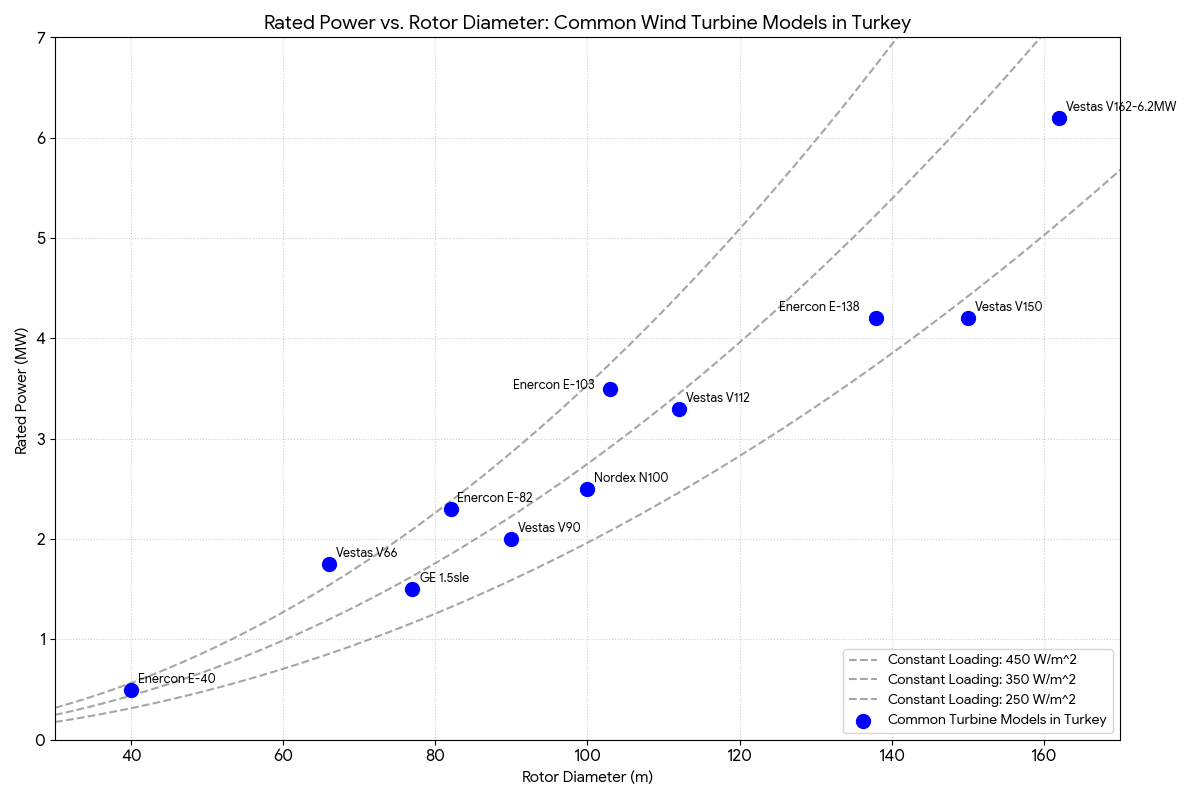 Rated Power vs. Rotor Diameter: Common Wind Turbine Models in Turkey
Rated Power (MW)
7
6
5
4
3
2
1
0
Vestas V162-6.2MW
Enercon E-138
Vestas V150
Enercon E-103
Vestas V112
Nordex N100
Enercon E-82
Vestas V90
Vestas V66
GE 1.5sle
Enercon E-40
Constant Loading: 450 W/m^2
Constant Loading: 350 W/m^2
Constant Loading: 250 W/m^2
Common Turbine Models in Turkey
40 60 80 100 120 140 160
Rotor Diameter (m)